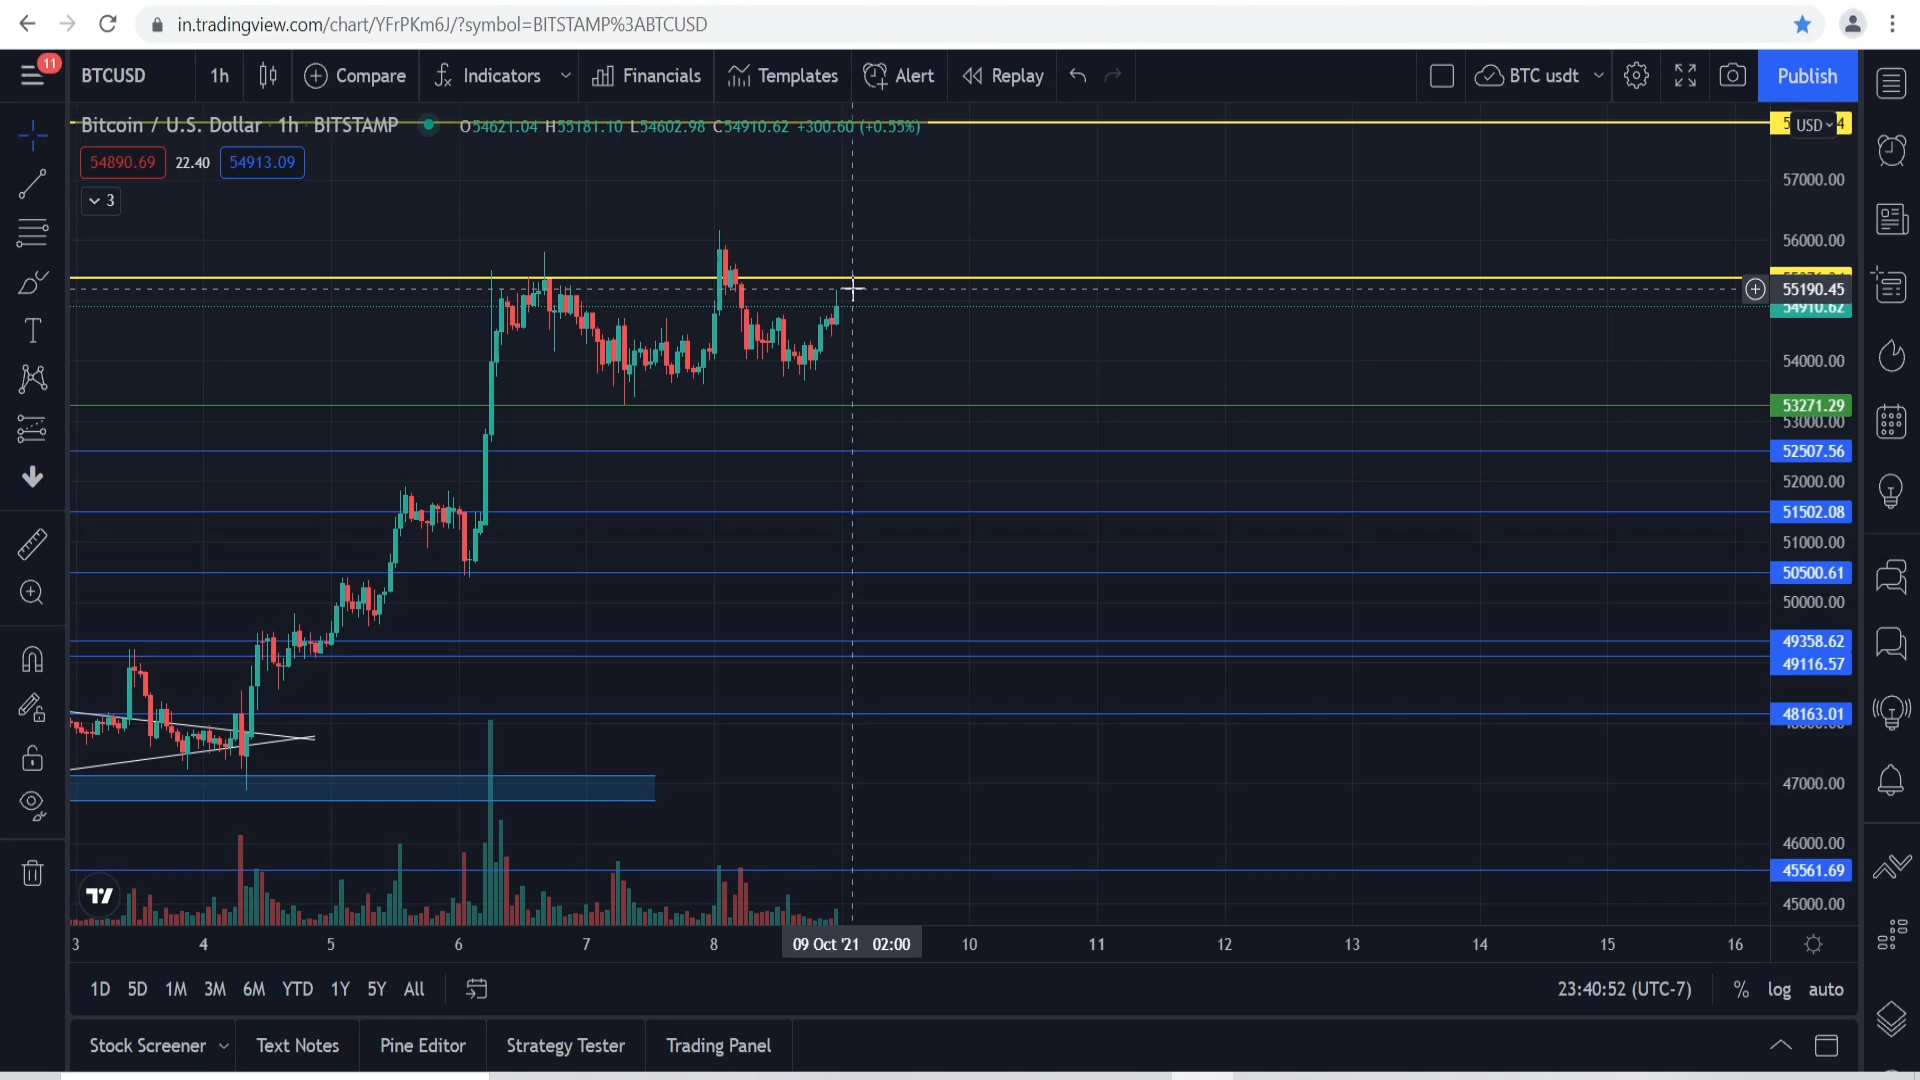 in.tradingview.com/chart/YFrPKm6J/?symbol=BITSTAMP%3ABTCUSD
11
BTCUSD 1h Compare Indicators Financials Templates Alert Replay BTC usdt Publish
Bitcoin / U.S. Dollar 1h BITSTAMP O54621.04 H55181.10 L54602.98 C54910.62 +300.60 (+0.55%)
USD
54890.69 22.40 54913.09
3
57000.00
56000.00
55190.45
54910.62
54000.00
53271.29
53000.00
52507.56
52000.00
51502.08
51000.00
50500.61
50000.00
49358.62
49116.57
48163.01
47000.00
46000.00
45561.69
45000.00
3 4 5 6 7 8 09 Oct '21 02:00 10 11 12 13 14 15 16
1D 5D 1M 3M 6M YTD 1Y 5Y All 23:40:52 (UTC-7) % log auto
Stock Screener Text Notes Pine Editor Strategy Tester Trading Panel